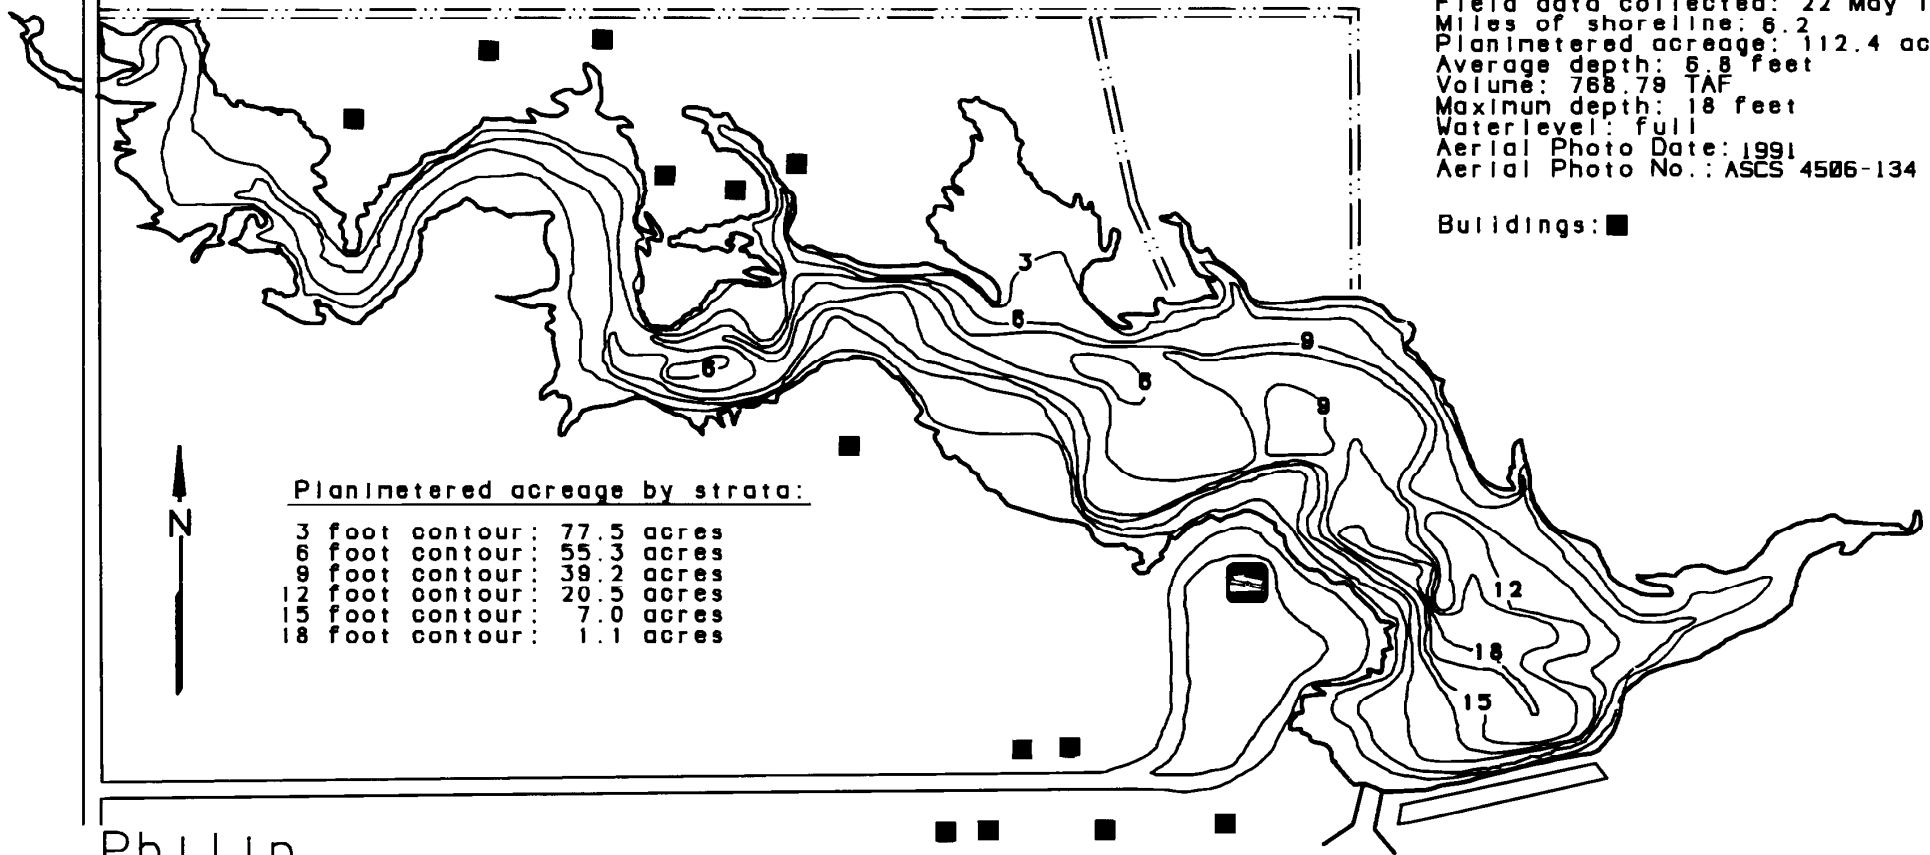 Field data collected: 22 May 1
Miles of shoreline: 6.2
Planimetered acreage: 112.4 ac
Average depth: 6.8 feet
Volume: 768.79 TAF
Maximum depth: 18 feet
Waterlevel: full
Aerial Photo Date: 1991
Aerial Photo No.: ASCS 4506-134
Buildings:
3
6
9
6
6
9
N
Planimetered acreage by strata:
3 foot contour: 77.5 acres
6 foot contour: 55.3 acres
9 foot contour: 39.2 acres
12 foot contour: 20.5 acres
15 foot contour: 7.0 acres
18 foot contour: 1.1 acres
12
18
15
Philip